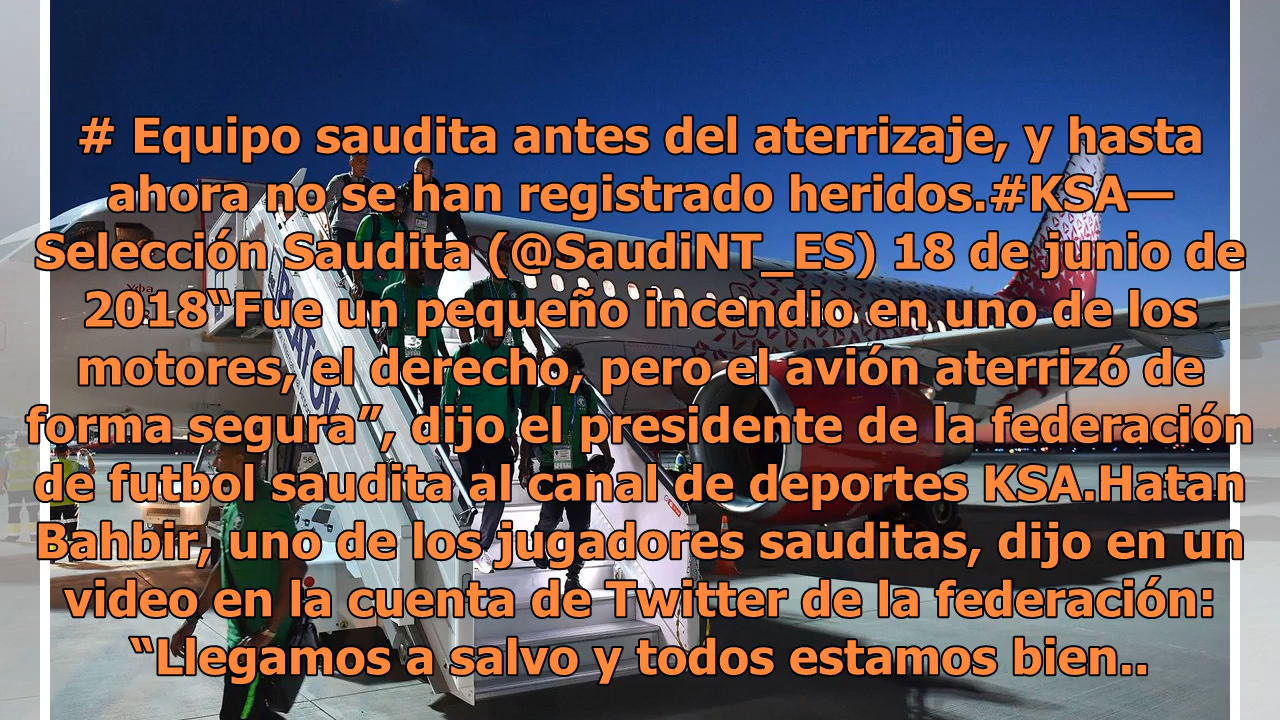 # Equipo saudita antes del aterrizaje, y hasta
ahora no se han registrado heridos.#KSA—
Selección Saudita (@SaudiNT_ES) 18 de junio de
2018“Fue un pequeño incendio en uno de los
motores, el derecho, pero el avión aterrizó de
forma segura”, dijo el presidente de la federación
de futbol saudita al canal de deportes KSA.Hatan
Bahbir, uno de los jugadores sauditas, dijo en un
video en la cuenta de Twitter de la federación:
“Llegamos a salvo y todos estamos bien..
Уфа
56